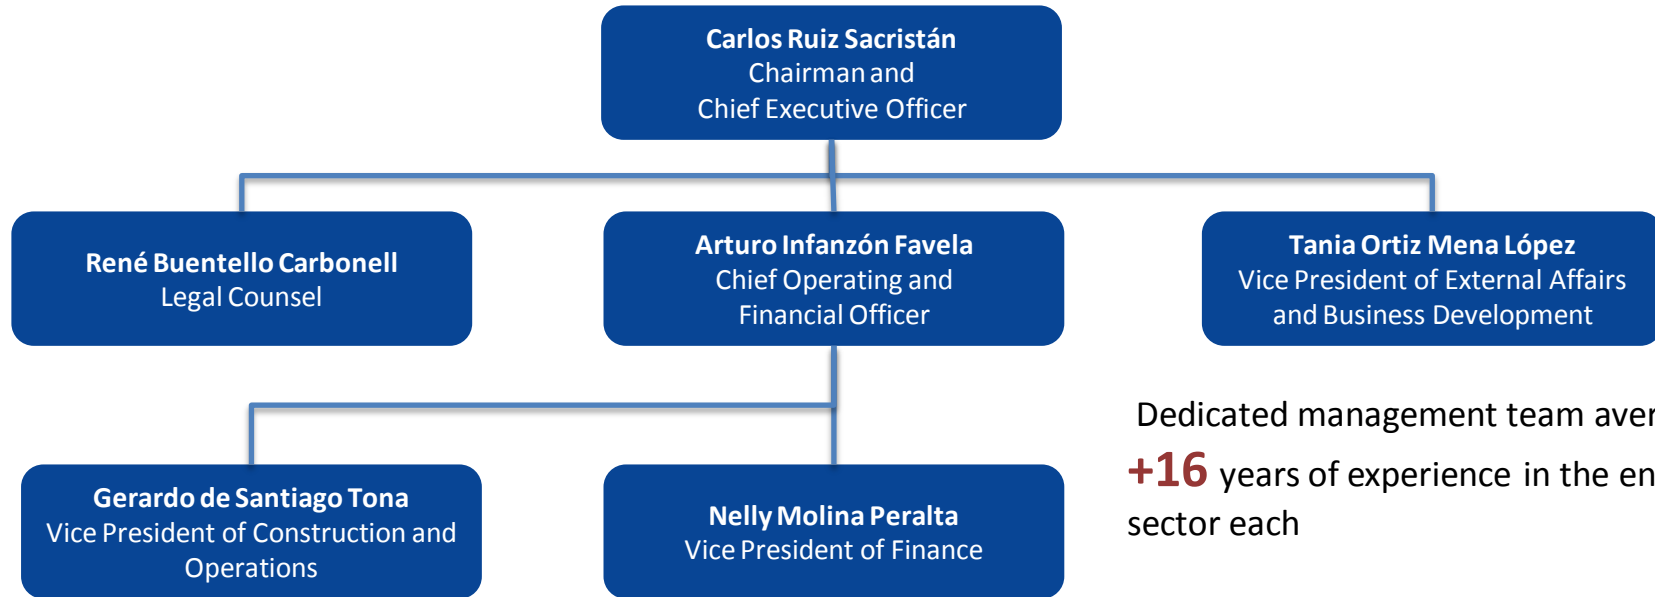 Carlos Ruiz Sacristán
Chairman and
Chief Executive Officer
René Buentello Carbonell
Legal Counsel
Arturo Infanzón Favela
Chief Operating and
Financial Officer
Tania Ortiz Mena López
Vice President of External Affairs
and Business Development
Gerardo de Santiago Tona
Vice President of Construction and
Operations
Nelly Molina Peralta
Vice President of Finance
Dedicated management team
+16 years of experience in the
sector each